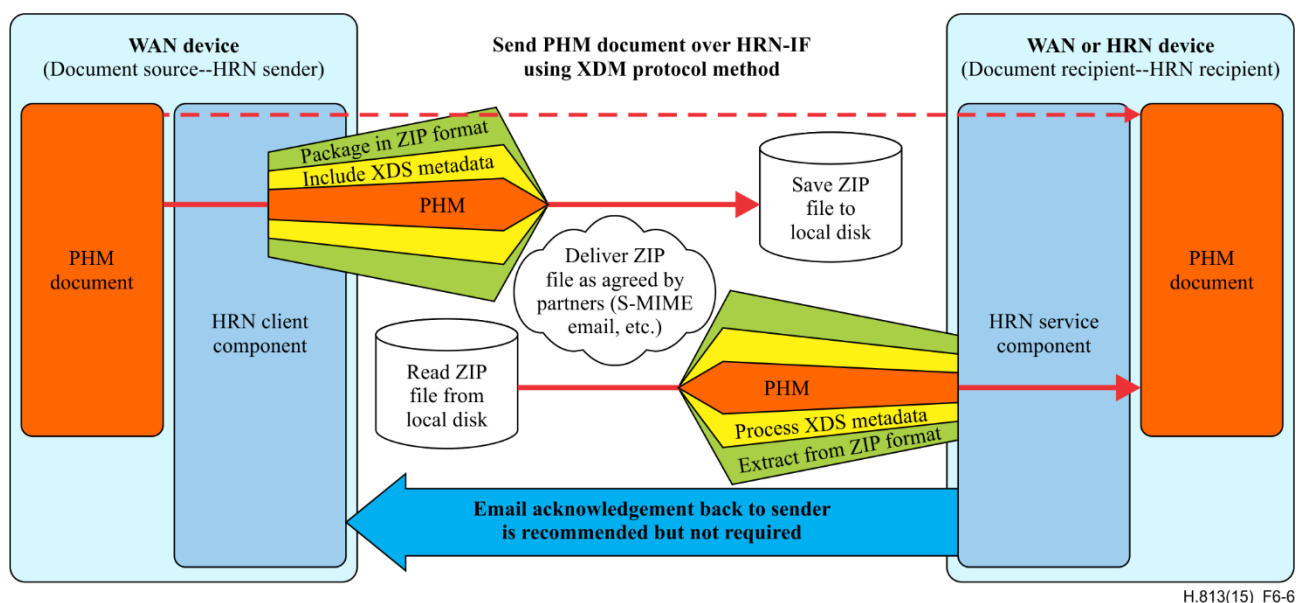 WAN device
(Document source--HRN sender)
Send PHM document over HRN-IF
using XDM protocol method
WAN or HRN device
(Document recipient--HRN recipient)
PHM
document
HRN client
component
Package in ZIP format
Include XDS metadata
PHM
Save ZIP
file to
local disk
Deliver ZIP
file as agreed by
partners (S-MIME
email, etc.)
Read ZIP
file from
local disk
PHM
Process XDS metadata
Extract from ZIP format
HRN service
component
PHM
document
Email acknowledgement back to sender
is recommended but not required
H.813(15)_F6-6